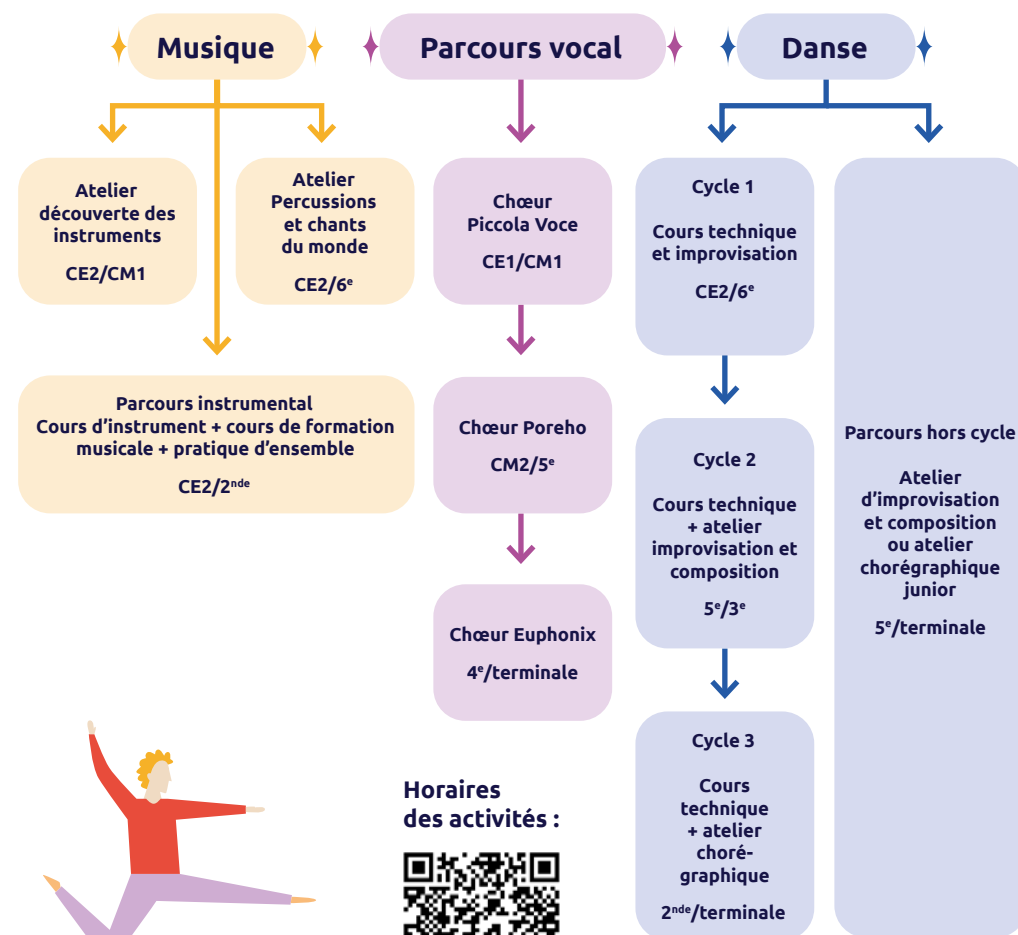 Musique
Parcours vocal
Danse
Atelier
découverte des
instruments
CE2/CM1
Atelier
Percussions
et chants
du monde
CE2/6e
Parcours instrumental
Cours d'instrument + cours de formation
musicale + pratique d'ensemble
CE2/2nde
Chœur
Piccola Voce
CE1/CM1
Chœur Poreho
CM2/5e
Chœur Euphonix
4e/terminale
Cycle 1
Cours technique
et improvisation
CE2/6e
Cycle 2
Cours technique
+ atelier
improvisation et
composition
5e/3e
Cycle 3
Cours
technique
+ atelier
choré-
graphique
2nde/terminale
Parcours hors cycle
Atelier
d'improvisation
et composition
ou atelier
chorégraphique
junior
5e/terminale
Horaires
des activités :